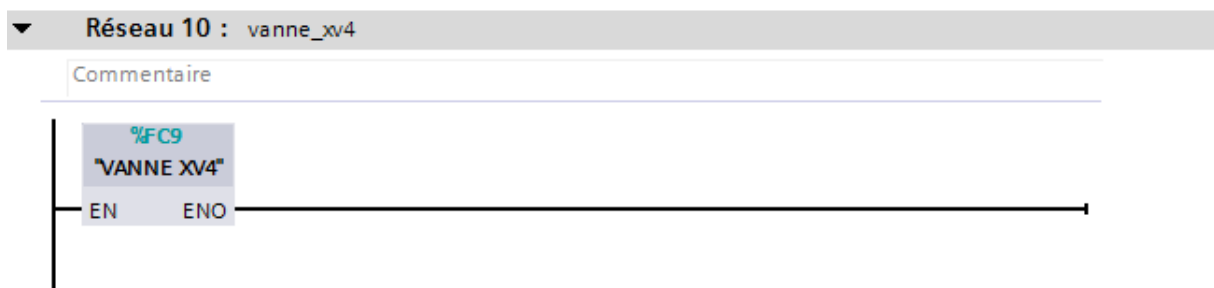 Réseau 10 : vanne_xv4
Commentaire
%FC9
"VANNE XV4"
EN ENO